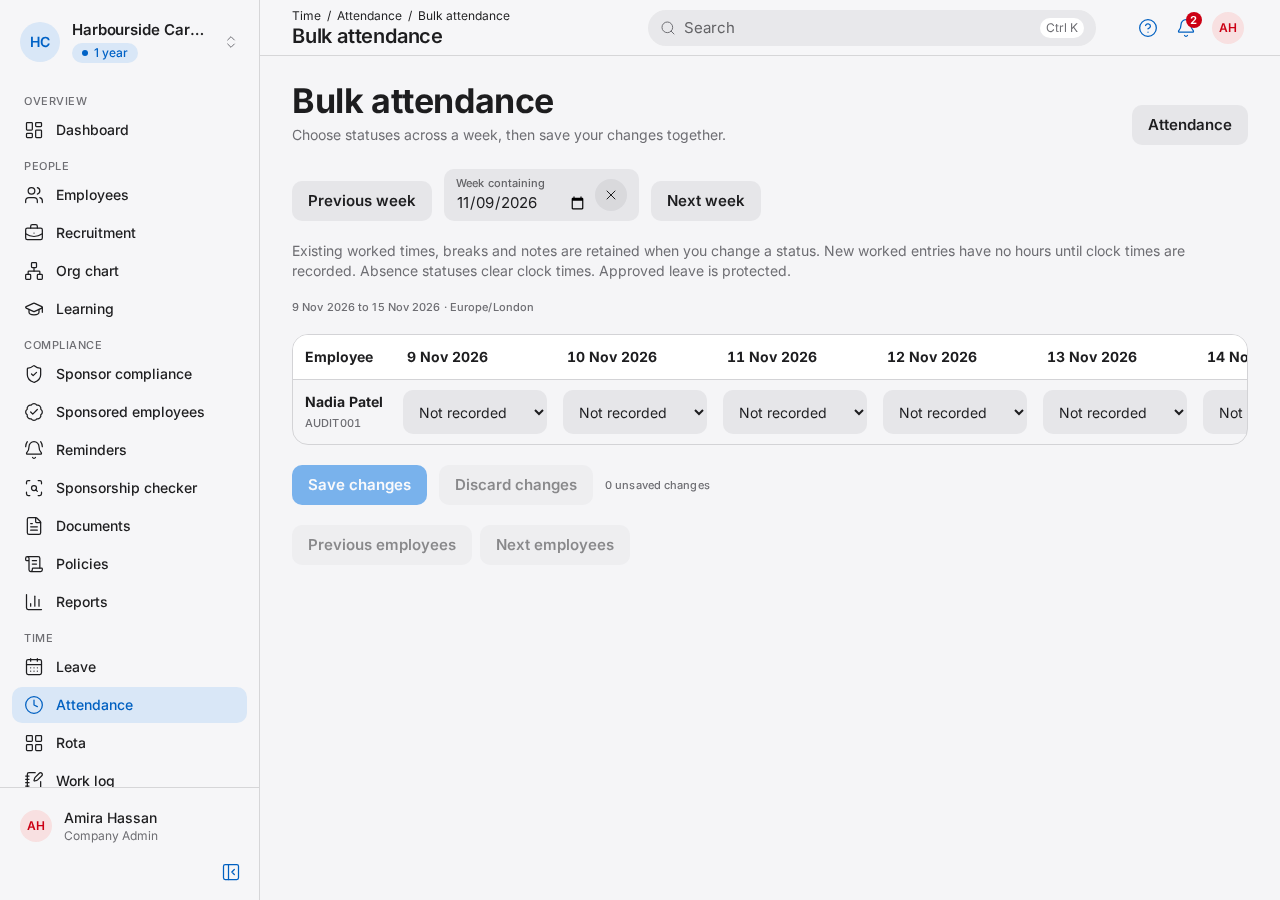 HC
Harbourside Car...
1 year
OVERVIEW
Dashboard
PEOPLE
Employees
Recruitment
Org chart
Learning
COMPLIANCE
Sponsor compliance
Sponsored employees
Reminders
Sponsorship checker
Documents
Policies
Reports
TIME
Leave
Attendance
Rota
Work log
AH
Amira Hassan
Company Admin
Time / Attendance / Bulk attendance
Bulk attendance
Search
Ctrl K
2
AH
Bulk attendance
Choose statuses across a week, then save your changes together.
Attendance
Previous week
Week containing
11/09/2026
Next week
Existing worked times, breaks and notes are retained when you change a status. New worked entries have no hours until clock times are
recorded. Absence statuses clear clock times. Approved leave is protected.
9 Nov 2026 to 15 Nov 2026 · Europe/London
Employee 9 Nov 2026 10 Nov 2026 11 Nov 2026 12 Nov 2026 13 Nov 2026 14 No
Nadia Patel Not recorded Not recorded Not recorded Not recorded Not recorded Not
AUDIT001
Save changes Discard changes 0 unsaved changes
Previous employees Next employees